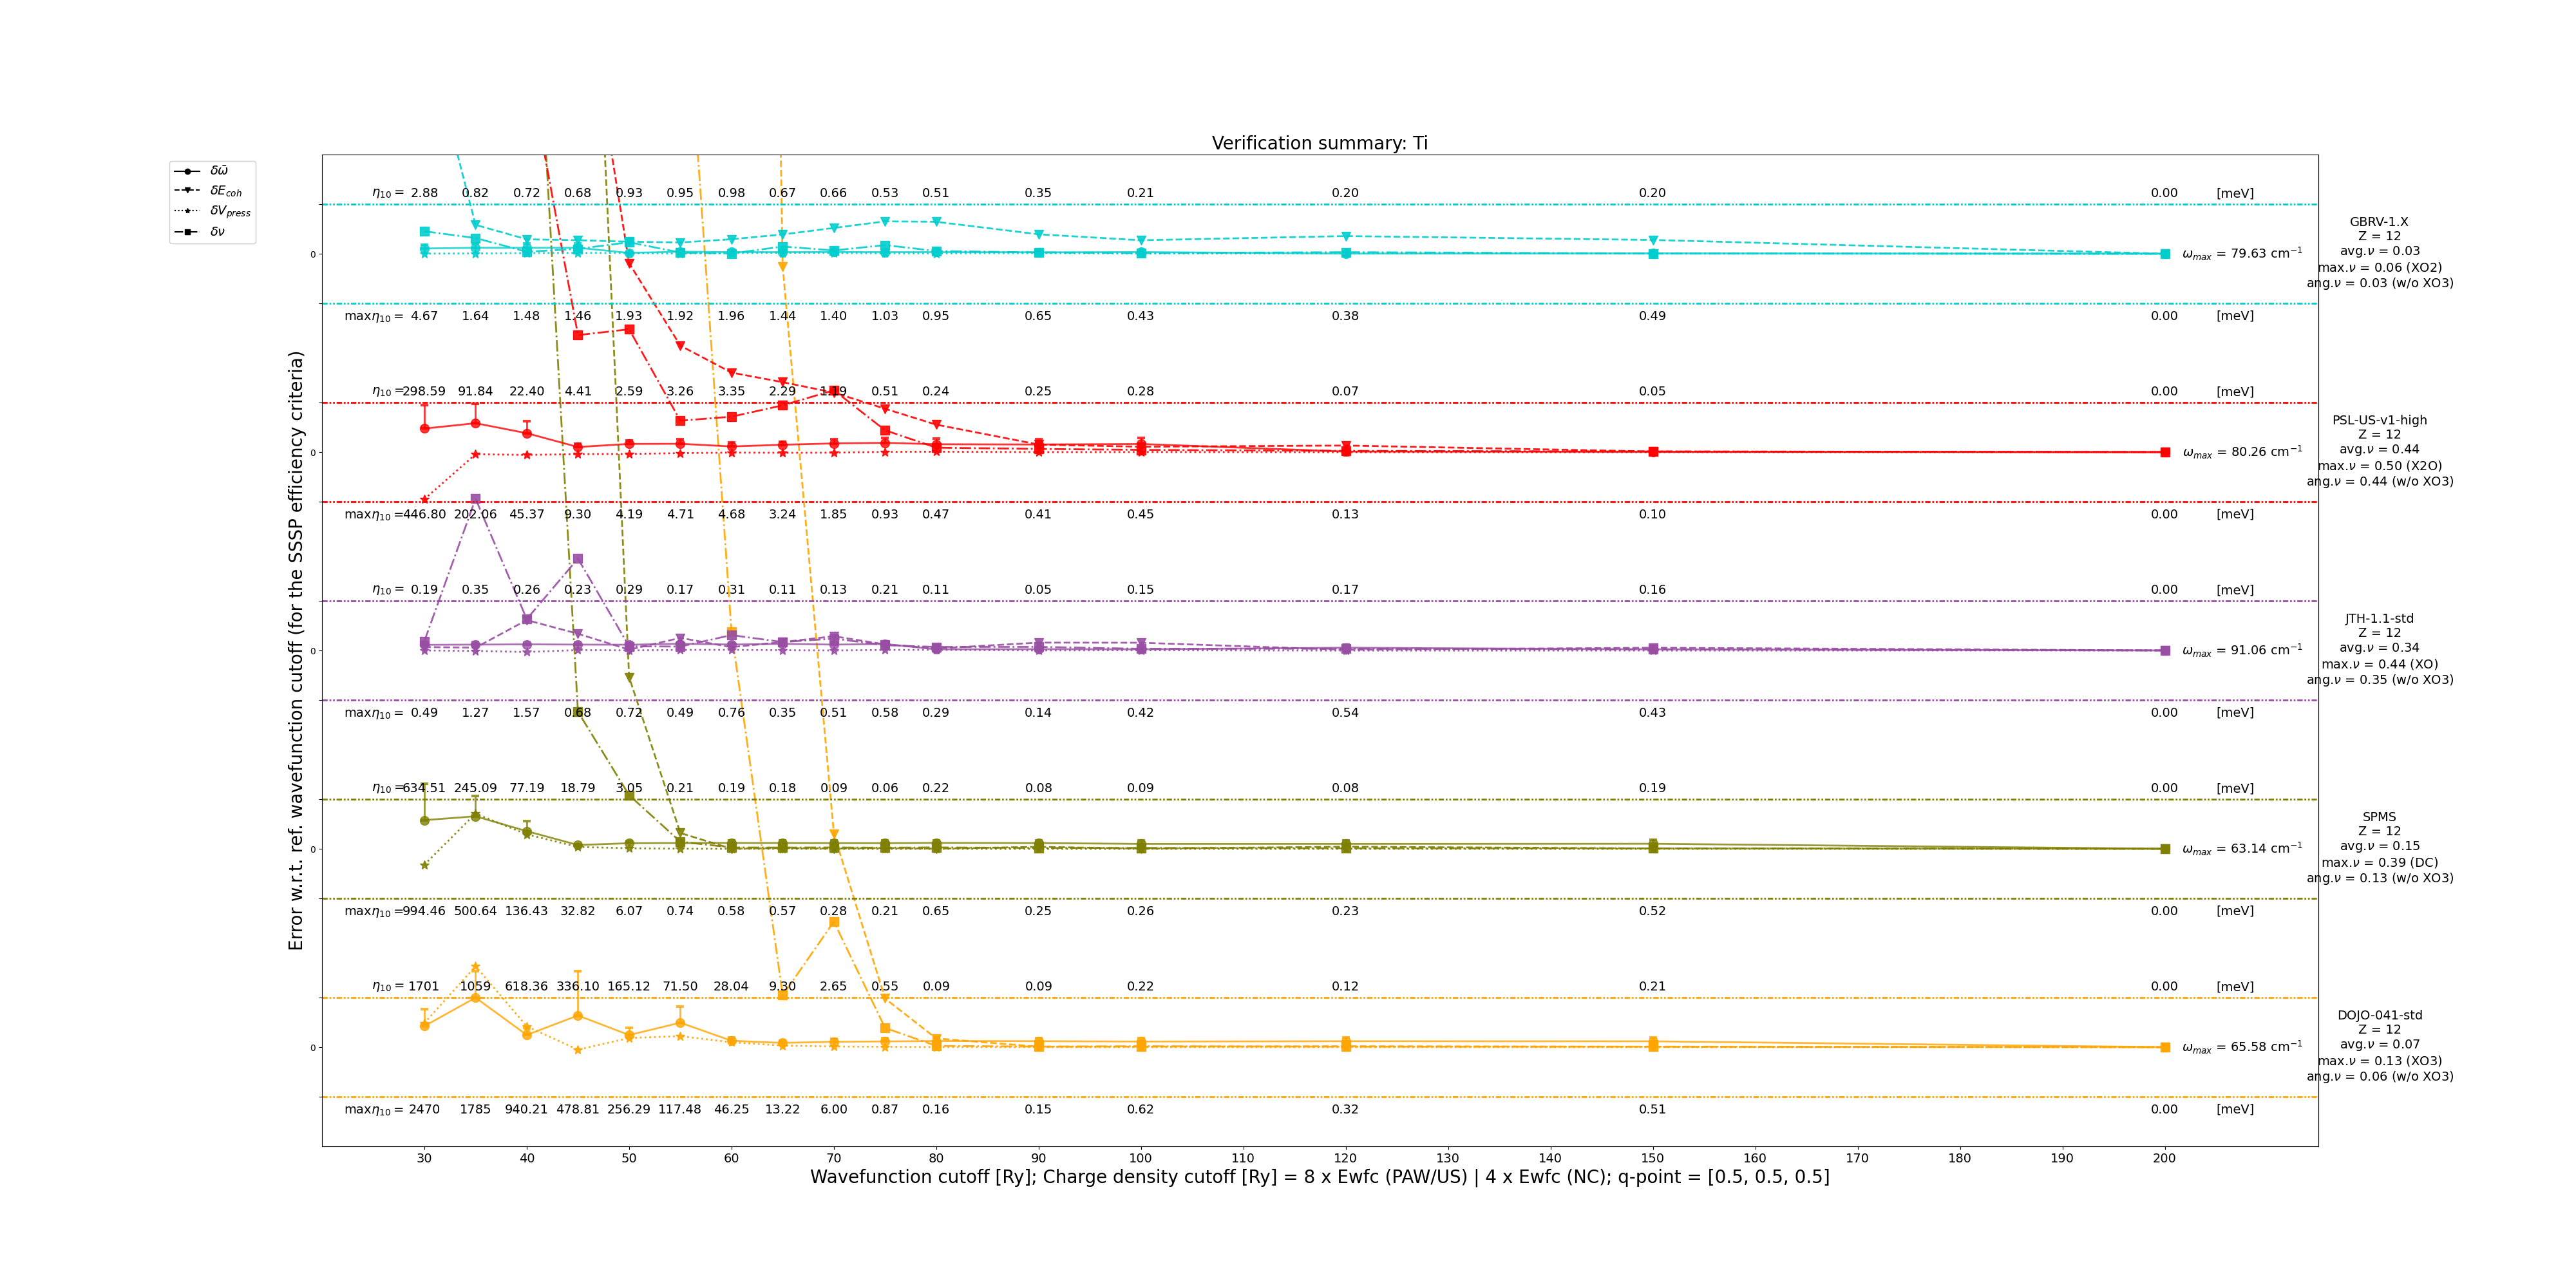 Verification summary: Ti
δω̄
δE_coh
δV_press
δν
Error w.r.t. ref. wavefunction cutoff (for the SSSP efficiency criteria)
η₁₀ = 2.88 0.82 0.72 0.68 0.93 0.95 0.98 0.67 0.66 0.53 0.51 0.35 0.21 0.20 0.20 0.00 [meV]
0
ω_max = 79.63 cm⁻¹
GBRV-1.X
Z = 12
avg.ν = 0.03
max.ν = 0.06 (XO2)
ang.ν = 0.03 (w/o XO3)
maxη₁₀ = 4.67 1.64 1.48 1.46 1.93 1.92 1.96 1.44 1.40 1.03 0.95 0.65 0.43 0.38 0.49 0.00 [meV]
η₁₀ = 298.59 91.84 22.40 4.41 2.59 3.26 3.35 2.29 1.19 0.51 0.24 0.25 0.28 0.07 0.05 0.00 [meV]
0
ω_max = 80.26 cm⁻¹
PSL-US-v1-high
Z = 12
avg.ν = 0.44
max.ν = 0.50 (X2O)
ang.ν = 0.44 (w/o XO3)
maxη₁₀ = 446.80 202.06 45.37 9.30 4.19 4.71 4.68 3.24 1.85 0.93 0.47 0.41 0.45 0.13 0.10 0.00 [meV]
η₁₀ = 0.19 0.35 0.26 0.23 0.29 0.17 0.31 0.11 0.13 0.21 0.11 0.05 0.15 0.17 0.16 0.00 [meV]
0
ω_max = 91.06 cm⁻¹
JTH-1.1-std
Z = 12
avg.ν = 0.34
max.ν = 0.44 (XO)
ang.ν = 0.35 (w/o XO3)
maxη₁₀ = 0.49 1.27 1.57 0.68 0.72 0.49 0.76 0.35 0.51 0.58 0.29 0.14 0.42 0.54 0.43 0.00 [meV]
η₁₀ = 634.51 245.09 77.19 18.79 3.05 0.21 0.19 0.18 0.09 0.06 0.22 0.08 0.09 0.08 0.19 0.00 [meV]
0
ω_max = 63.14 cm⁻¹
SPMS
Z = 12
avg.ν = 0.15
max.ν = 0.39 (DC)
ang.ν = 0.13 (w/o XO3)
maxη₁₀ = 994.46 500.64 136.43 32.82 6.07 0.74 0.58 0.57 0.28 0.21 0.65 0.25 0.26 0.23 0.52 0.00 [meV]
η₁₀ = 1701 1059 618.36 336.10 165.12 71.50 28.04 9.30 2.65 0.55 0.09 0.09 0.22 0.12 0.21 0.00 [meV]
0
ω_max = 65.58 cm⁻¹
DOJO-041-std
Z = 12
avg.ν = 0.07
max.ν = 0.13 (XO3)
ang.ν = 0.06 (w/o XO3)
maxη₁₀ = 2470 1785 940.21 478.81 256.29 117.48 46.25 13.22 6.00 0.87 0.16 0.15 0.62 0.32 0.51 0.00 [meV]
30 40 50 60 70 80 90 100 110 120 130 140 150 160 170 180 190 200
Wavefunction cutoff [Ry]; Charge density cutoff [Ry] = 8 x Ewfc (PAW/US) | 4 x Ewfc (NC); q-point = [0.5, 0.5, 0.5]